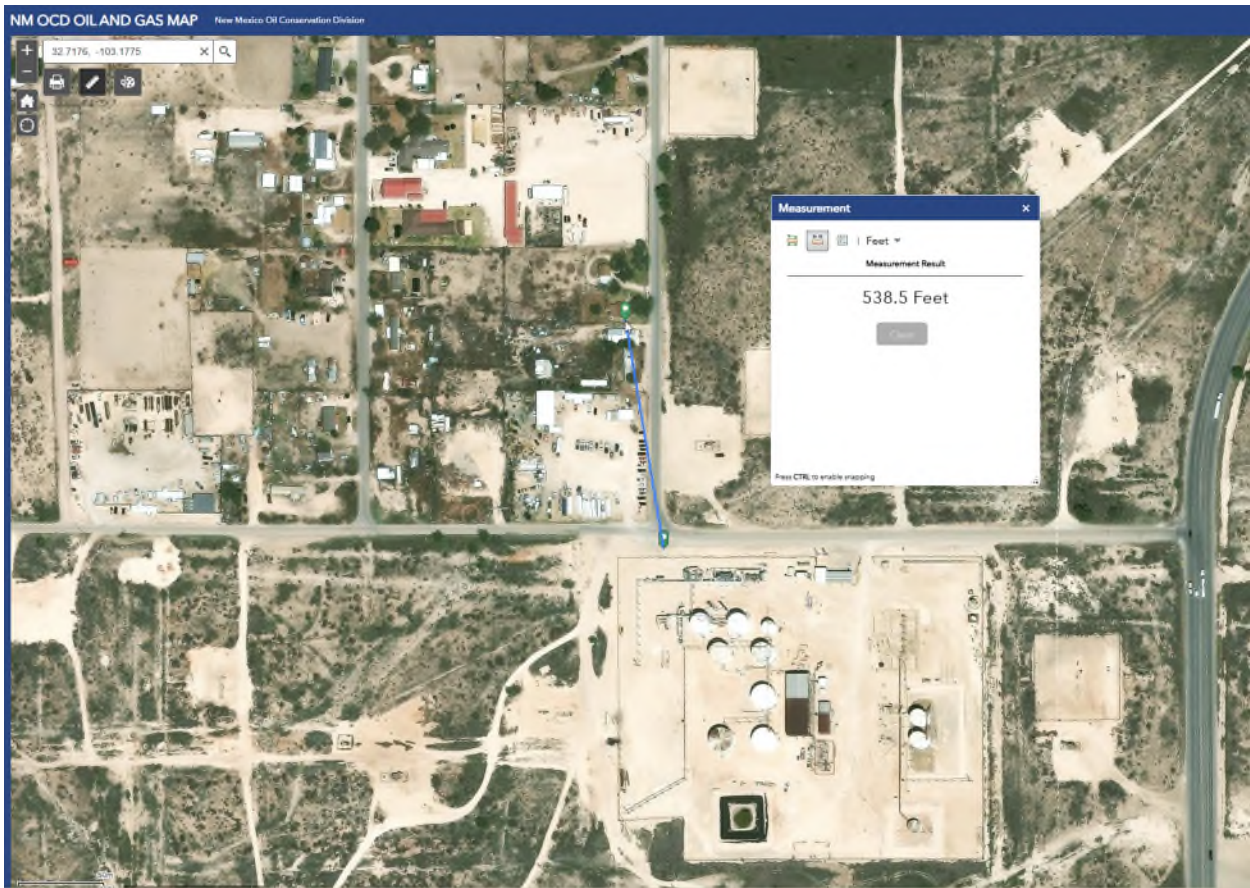 NM OCD OIL AND GAS MAP New Mexico Oil Conservation Division
32.7176, -103.1775
Measurement
Feet
Measurement Result
538.5 Feet
Clear
Press CTRL to enable snapping